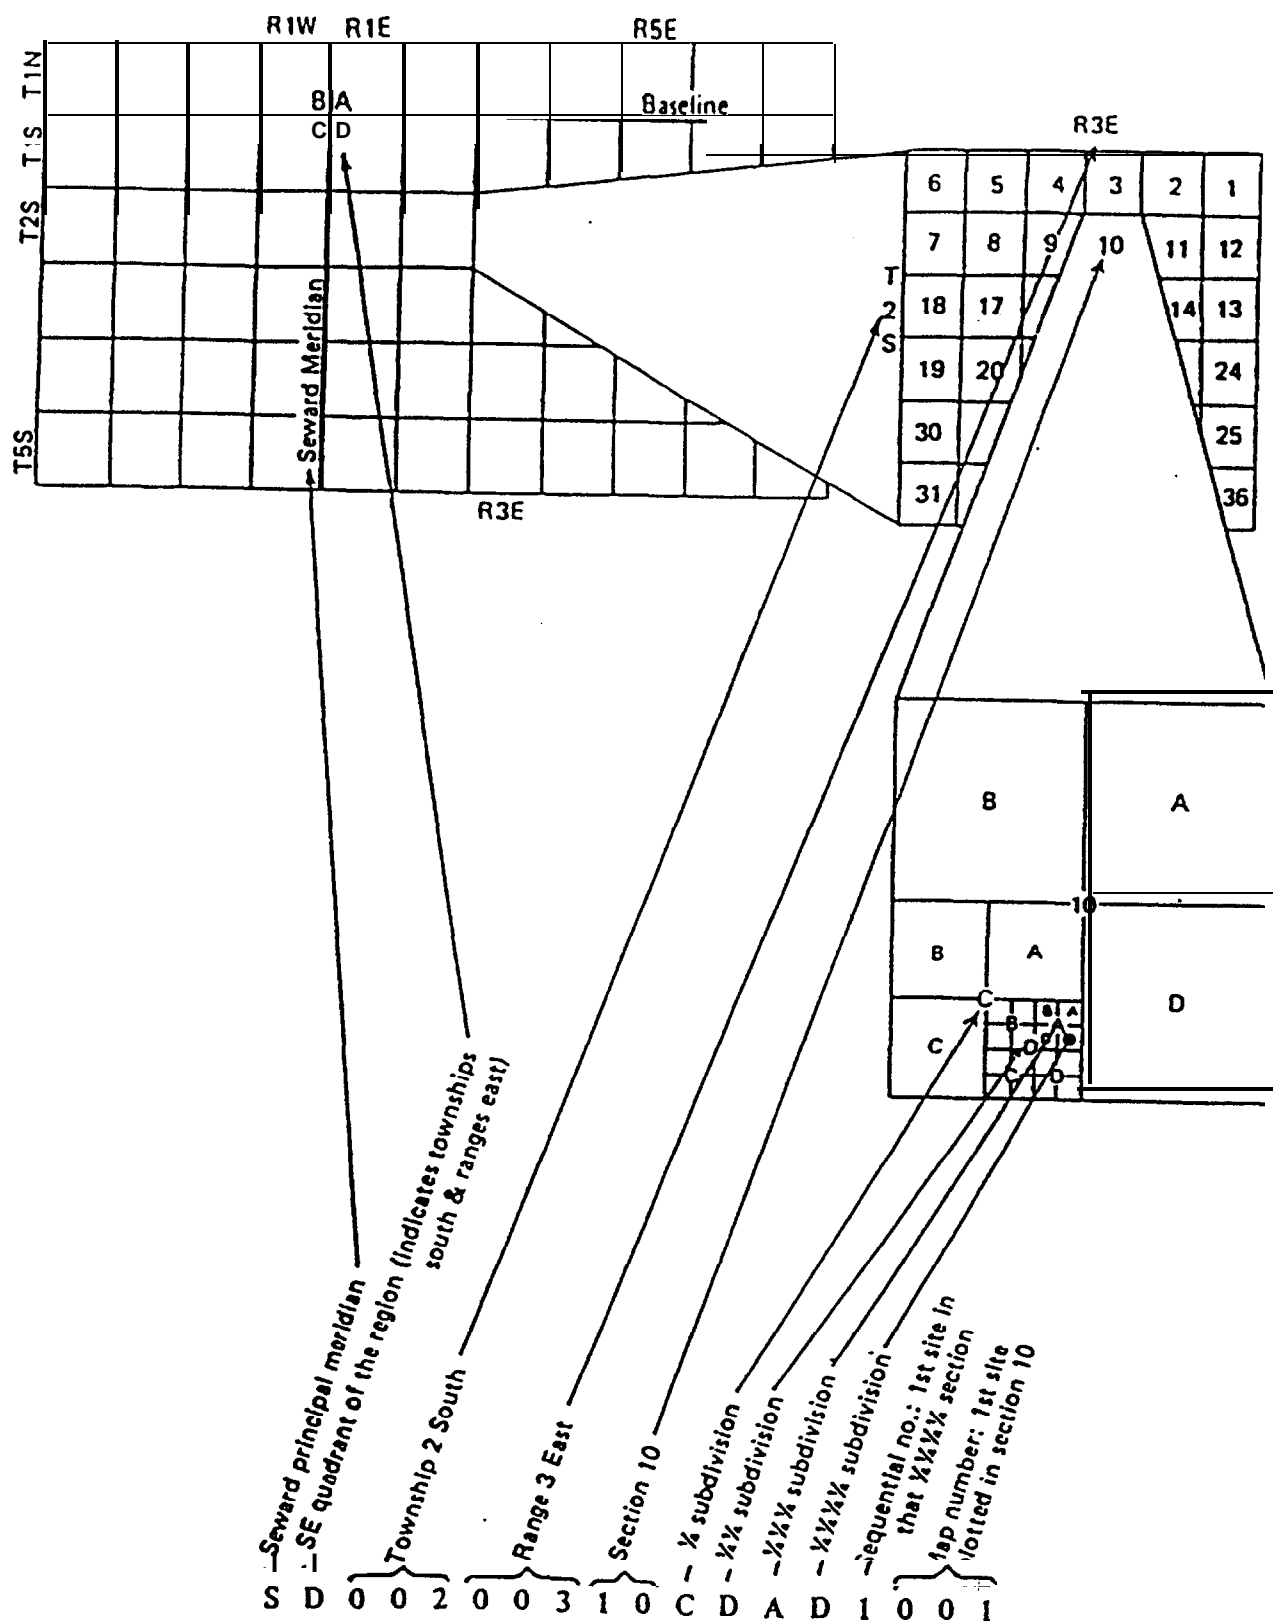 R1W R1E R5E
T1N
B A
Baseline
T1S
C D
R3E
6 5 4 3 2 1
T2S
7 8 9 10 11 12
T
2
S
18 17 14 13
Seward Meridian
19 20 24
T5S
30 25
31 36
R3E
B A
10
B A
C
D
B A
B A
C
D C
C D
Seward principal meridian
SE quadrant of the region (indicates townships
south & ranges east)
Township 2 South
Range 3 East
Section 10
¼ subdivision
¼¼ subdivision
¼¼¼ subdivision
¼¼¼¼ subdivision
Sequential no.: 1st site in
that ¼¼¼¼ section
Map number: 1st site
plotted in section 10
S D 0 0 2 0 0 3 1 0 C D A D 1 0 0 1